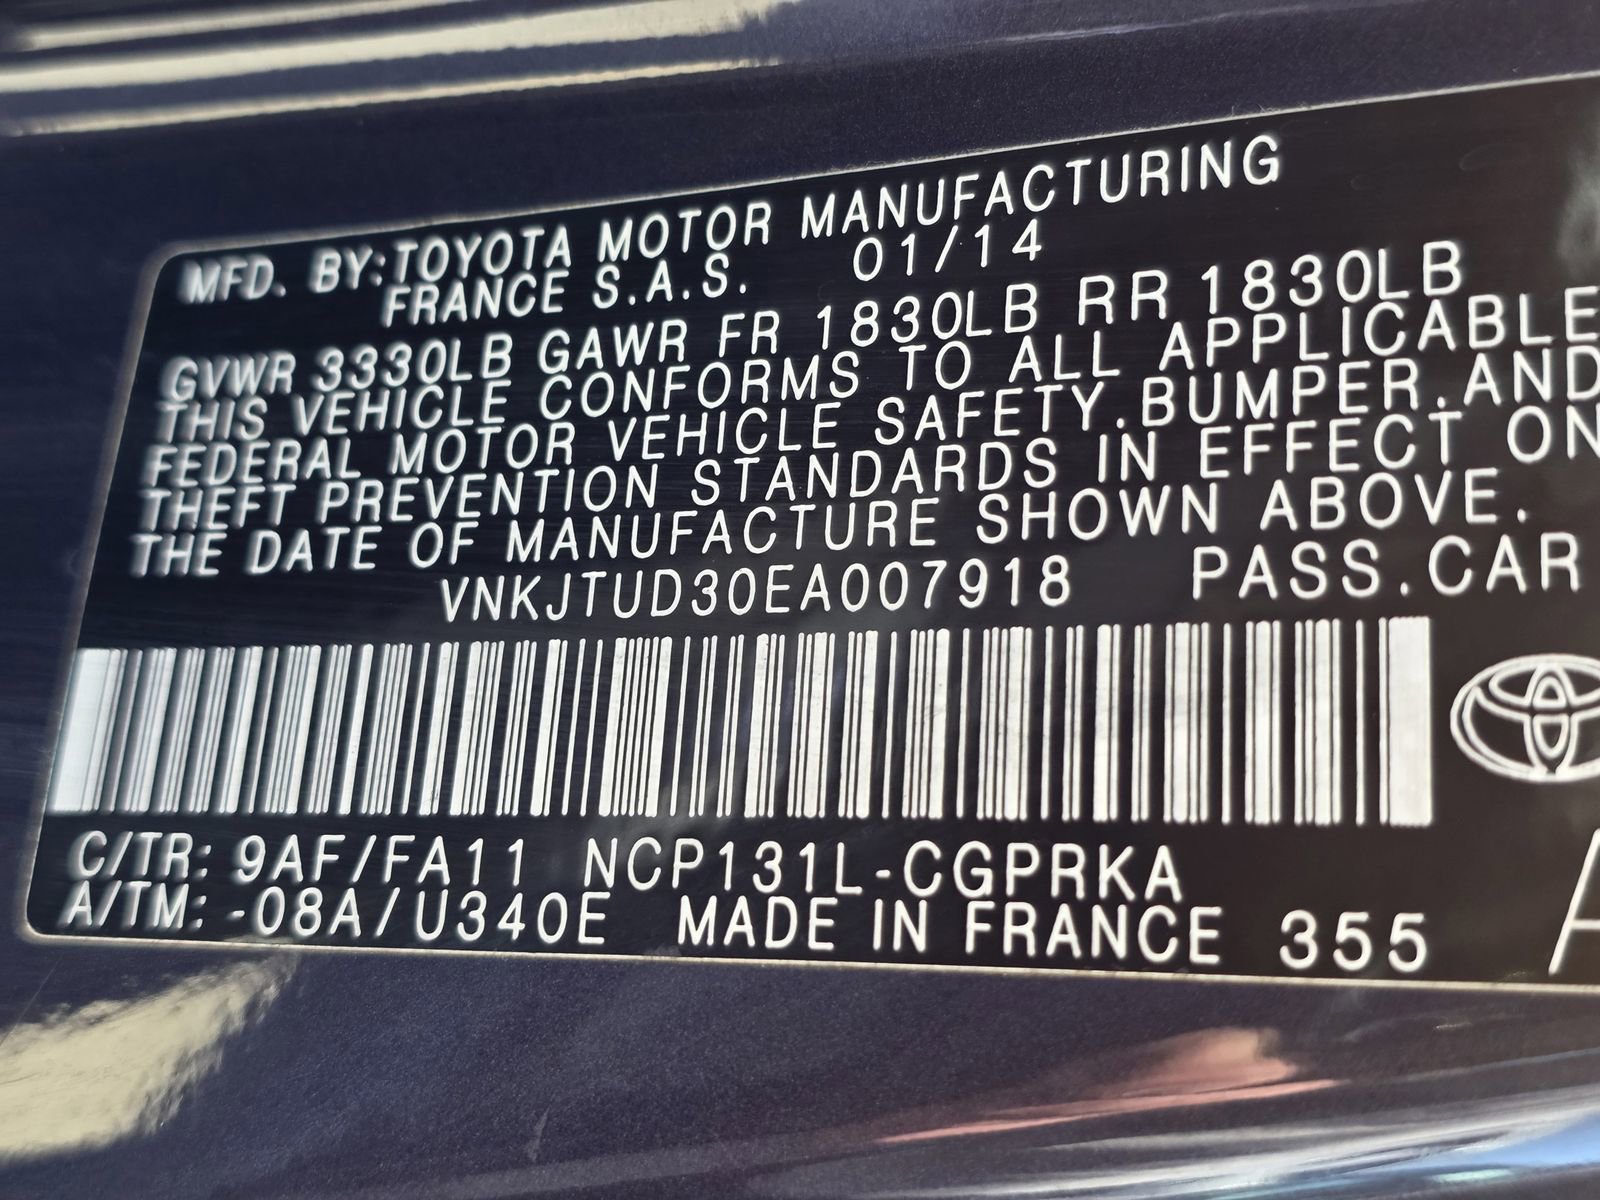 MFD. BY:TOYOTA MOTOR MANUFACTURING
FRANCE S.A.S. 01/14
GVWR 3330LB GAWR FR 1830LB RR 1830LB
THIS VEHICLE CONFORMS TO ALL APPLICABLE
FEDERAL MOTOR VEHICLE SAFETY.BUMPER.AND
THEFT PREVENTION STANDARDS IN EFFECT ON
THE DATE OF MANUFACTURE SHOWN ABOVE.
VNKJTUD30EA007918 PASS.CAR
C/TR: 9AF/FA11 NCP131L-CGPRKA
A/TM: -08A/U340E MADE IN FRANCE 355